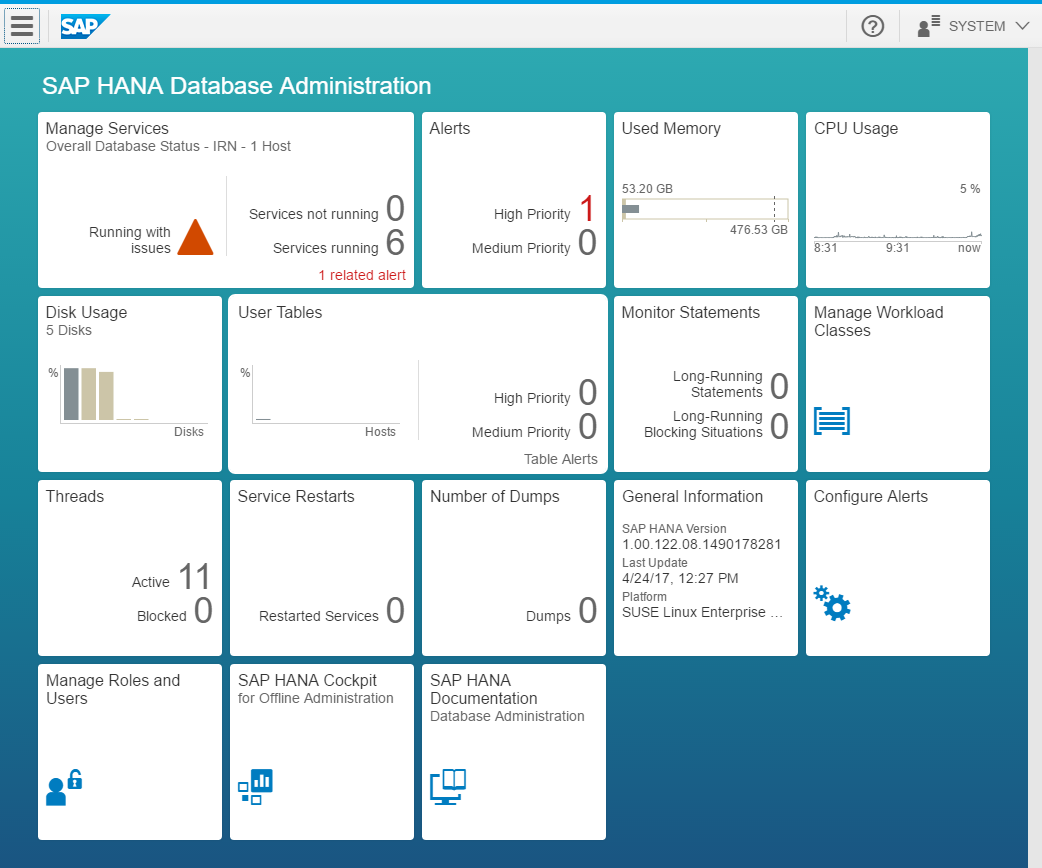 SAP
?
SYSTEM
SAP HANA Database Administration
Manage Services
Overall Database Status - IRN - 1 Host
Running with
issues
Services not running 0
Services running 6
1 related alert
Alerts
High Priority 1
Medium Priority 0
Used Memory
53.20 GB
476.53 GB
CPU Usage
5 %
8:31 9:31 now
Disk Usage
5 Disks
%
Disks
User Tables
%
Hosts
High Priority 0
Medium Priority 0
Table Alerts
Monitor Statements
Long-Running
Statements 0
Long-Running
Blocking Situations 0
Manage Workload
Classes
Threads
Active 11
Blocked 0
Service Restarts
Restarted Services 0
Number of Dumps
Dumps 0
General Information
SAP HANA Version
1.00.122.08.1490178281
Last Update
4/24/17, 12:27 PM
Platform
SUSE Linux Enterprise ...
Configure Alerts
Manage Roles and
Users
SAP HANA Cockpit
for Offline Administration
SAP HANA
Documentation
Database Administration